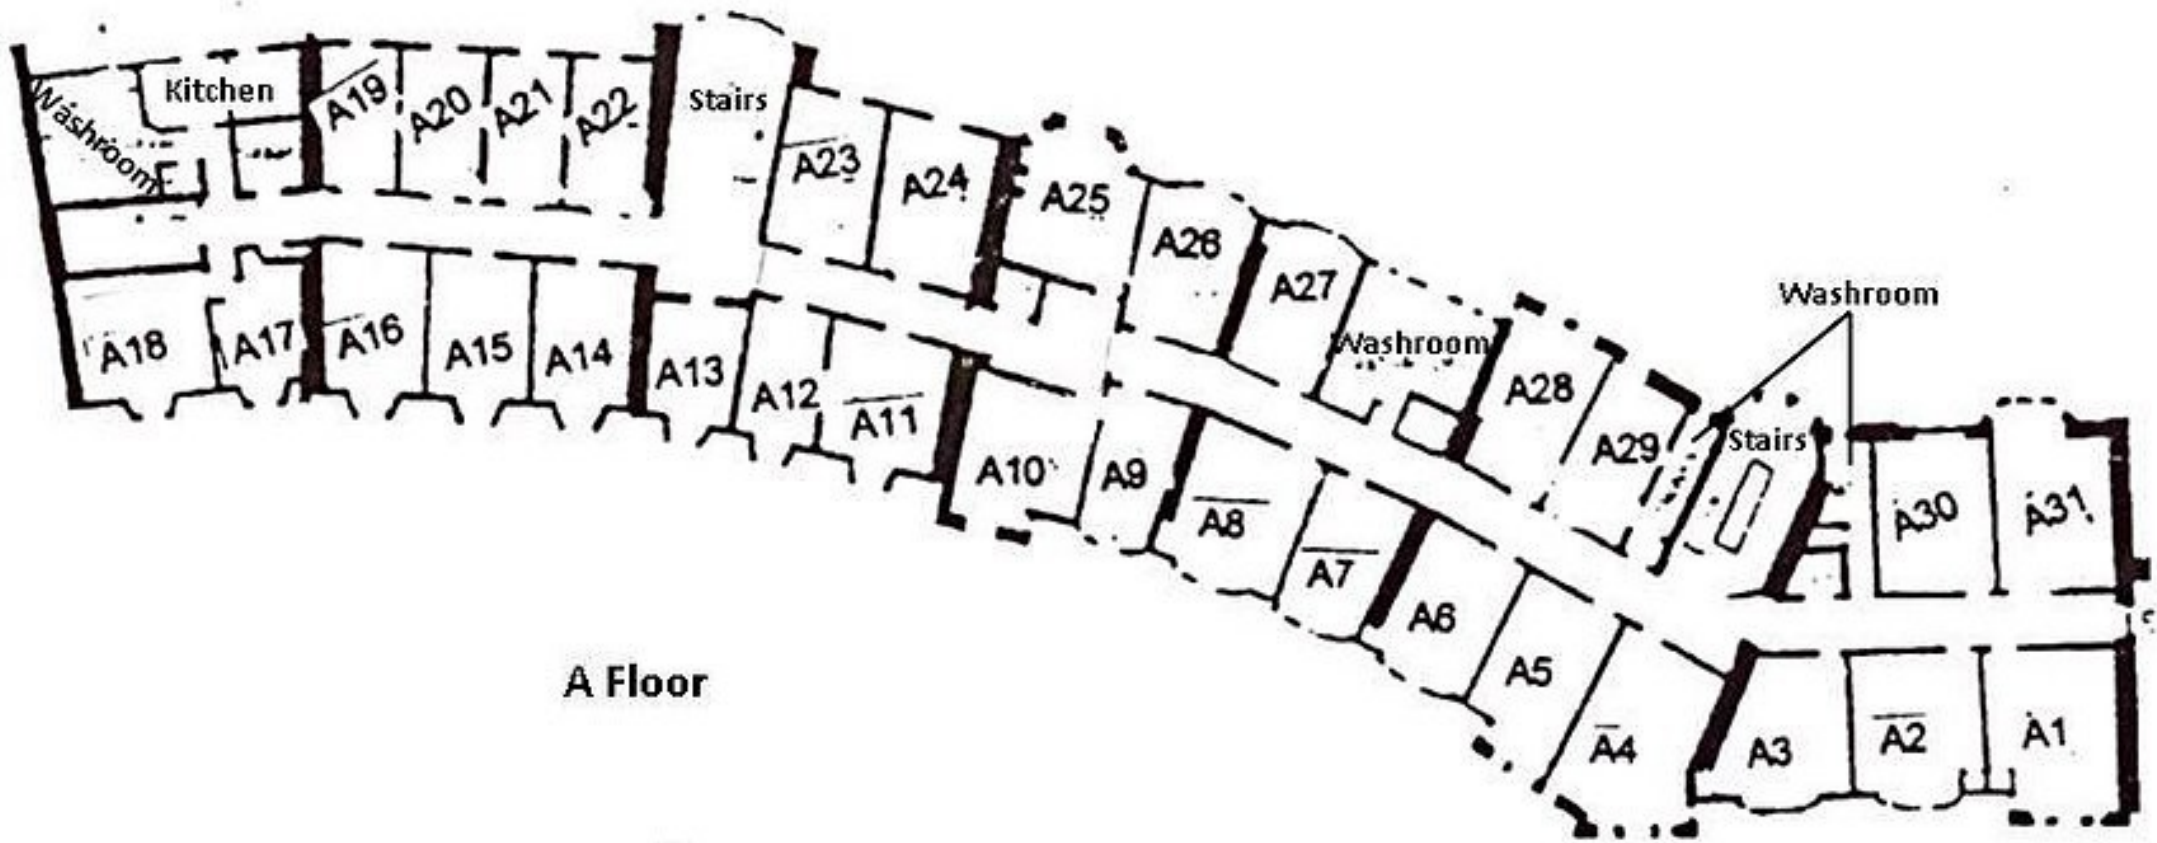 Kitchen
Washroom
A19
A20
A21
A22
Stairs
A23
A24
A25
A26
A27
Washroom
A28
A29
Washroom
Stairs
A30
A31
A18
A17
A16
A15
A14
A13
A12
A11
A10
A9
A8
A7
A6
A5
A4
A3
A2
A1
A Floor